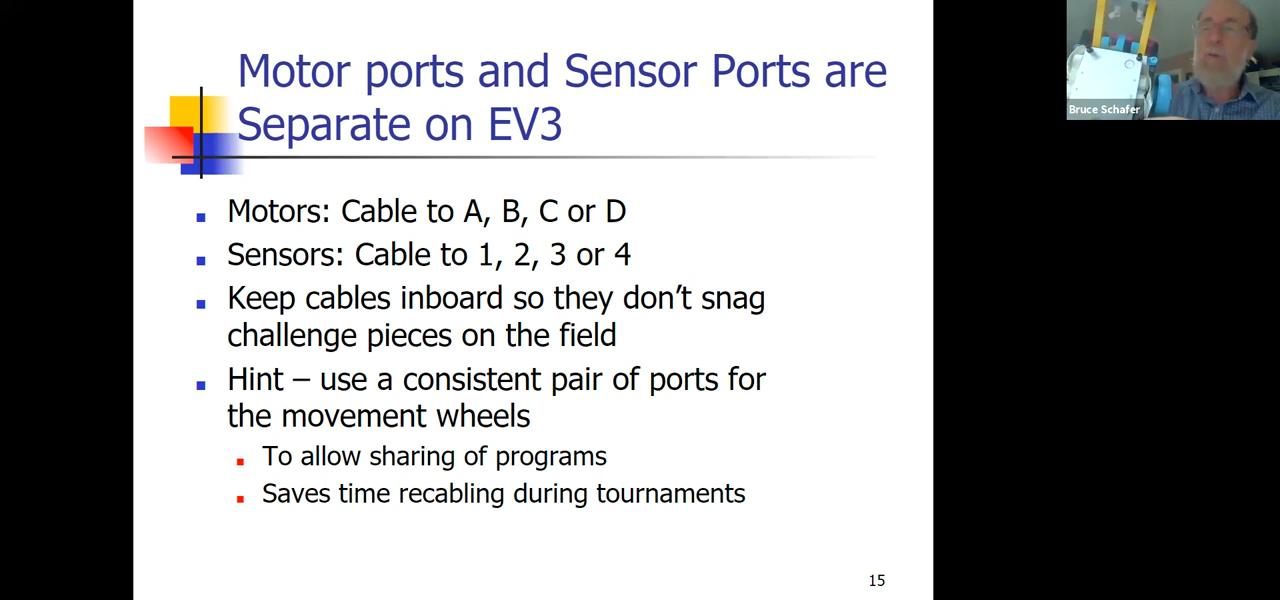 Motor ports and Sensor Ports are
Separate on EV3
Motors: Cable to A, B, C or D
Sensors: Cable to 1, 2, 3 or 4
Keep cables inboard so they don’t snag
challenge pieces on the field
Hint – use a consistent pair of ports for
the movement wheels
To allow sharing of programs
Saves time recabling during tournaments
15
Bruce Schafer